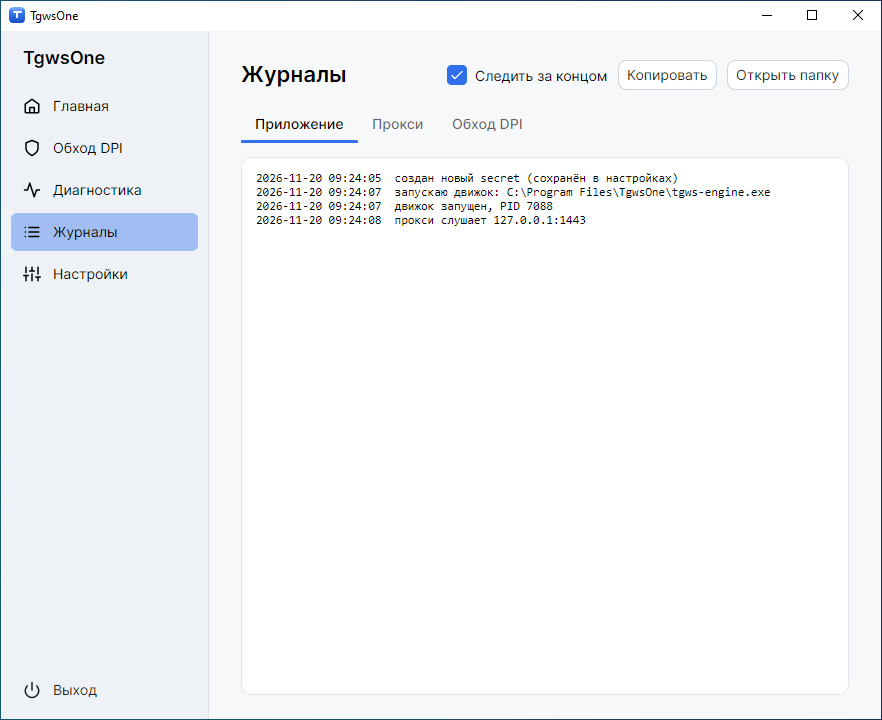 TgwsOne
TgwsOne
Главная
Обход DPI
Диагностика
Журналы
Настройки
Выход
Журналы
Следить за концом
Копировать
Открыть папку
Приложение
Прокси
Обход DPI
2026-11-20 09:24:05  создан новый secret (сохранён в настройках)
2026-11-20 09:24:07  запускаю движок: C:\Program Files\TgwsOne\tgws-engine.exe
2026-11-20 09:24:07  движок запущен, PID 7088
2026-11-20 09:24:08  прокси слушает 127.0.0.1:1443